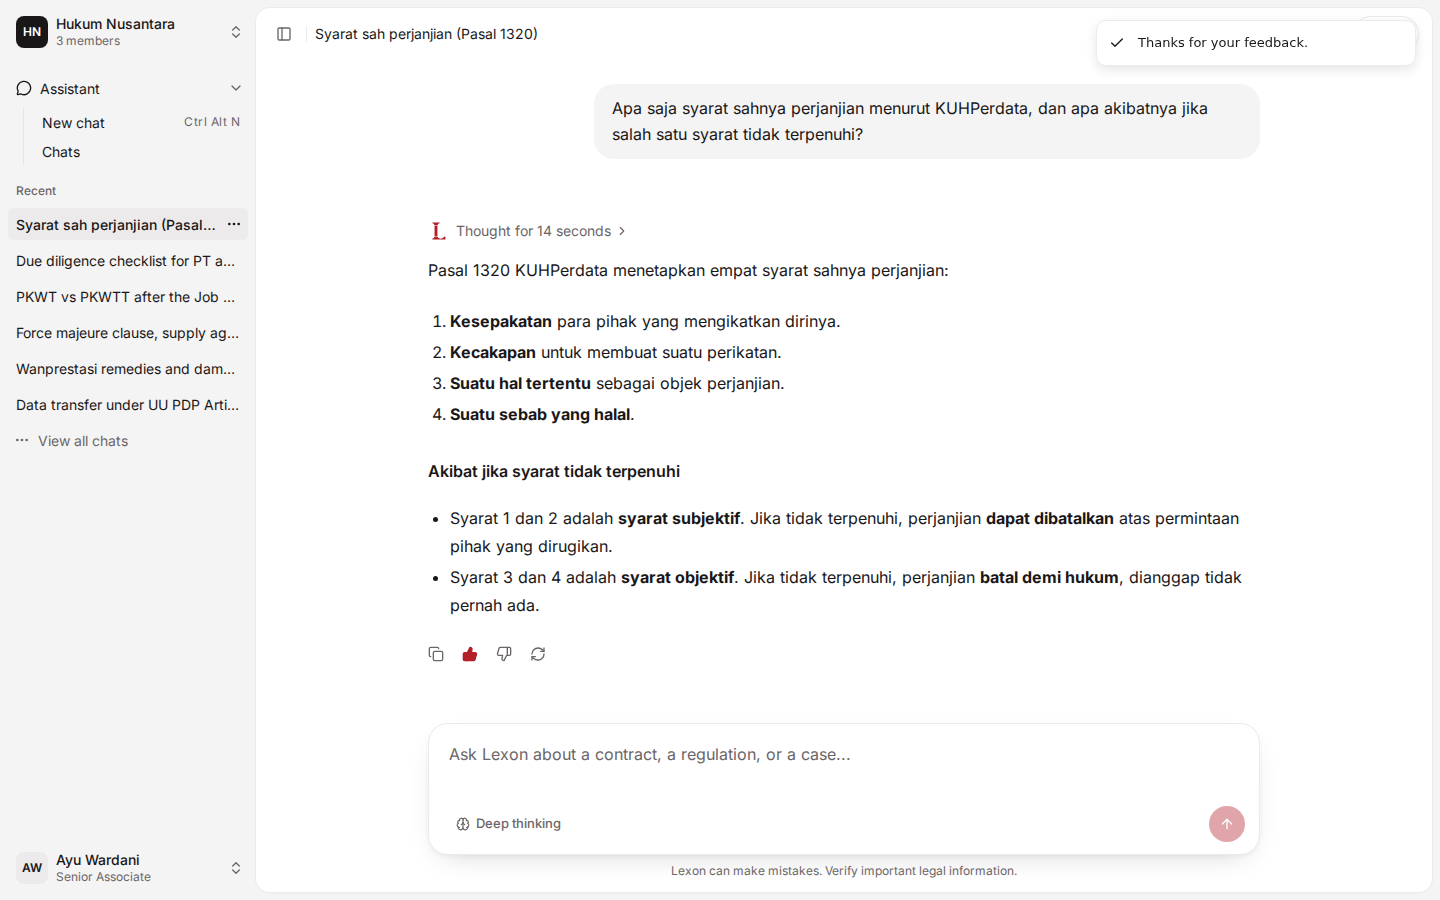 HN
Hukum Nusantara
3 members
Assistant
New chat
Ctrl Alt N
Chats
Recent
Syarat sah perjanjian (Pasal...
Due diligence checklist for PT a...
PKWT vs PKWTT after the Job ...
Force majeure clause, supply ag...
Wanprestasi remedies and dam...
Data transfer under UU PDP Arti...
View all chats
AW
Ayu Wardani
Senior Associate
Syarat sah perjanjian (Pasal 1320)
Thanks for your feedback.
Apa saja syarat sahnya perjanjian menurut KUHPerdata, dan apa akibatnya jika
salah satu syarat tidak terpenuhi?
L Thought for 14 seconds
Pasal 1320 KUHPerdata menetapkan empat syarat sahnya perjanjian:
1. Kesepakatan para pihak yang mengikatkan dirinya.
2. Kecakapan untuk membuat suatu perikatan.
3. Suatu hal tertentu sebagai objek perjanjian.
4. Suatu sebab yang halal.
Akibat jika syarat tidak terpenuhi
• Syarat 1 dan 2 adalah syarat subjektif. Jika tidak terpenuhi, perjanjian dapat dibatalkan atas permintaan
pihak yang dirugikan.
• Syarat 3 dan 4 adalah syarat objektif. Jika tidak terpenuhi, perjanjian batal demi hukum, dianggap tidak
pernah ada.
Ask Lexon about a contract, a regulation, or a case...
Deep thinking
Lexon can make mistakes. Verify important legal information.